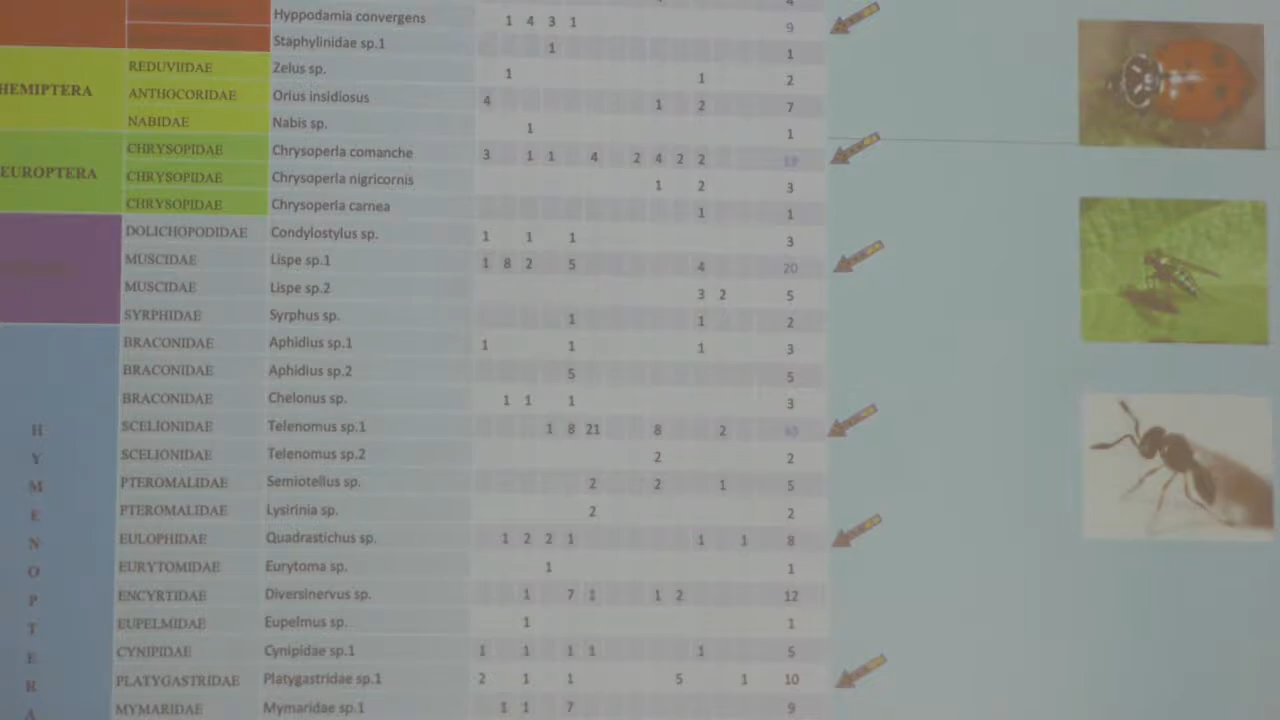 Hyppodamia convergens 1 4 3 1 9
Staphylinidae sp.1 1 1
HEMIPTERA
REDUVIIDAE Zelus sp. 1 1 2
ANTHOCORIDAE Orius insidiosus 4 1 2 7
NABIDAE Nabis sp. 1 1
EUROPTERA
CHRYSOPIDAE Chrysoperla comanche 3 1 1 4 2 4 2 2
CHRYSOPIDAE Chrysoperla nigricornis 1 2 3
CHRYSOPIDAE Chrysoperla carnea 1 1
DOLICHOPODIDAE Condylostylus sp. 1 1 1 3
MUSCIDAE Lispe sp.1 1 8 2 5 4 20
MUSCIDAE Lispe sp.2 3 2 5
SYRPHIDAE Syrphus sp. 1 1 2
HYMENOPTERA
BRACONIDAE Aphidius sp.1 1 1 1 3
BRACONIDAE Aphidius sp.2 5 5
BRACONIDAE Chelonus sp. 1 1 1 3
SCELIONIDAE Telenomus sp.1 1 8 21 8 2
SCELIONIDAE Telenomus sp.2 2 2
PTEROMALIDAE Semiotellus sp. 2 2 1 5
PTEROMALIDAE Lysirinia sp. 2 2
EULOPHIDAE Quadrastichus sp. 1 2 2 1 1 1 8
EURYTOMIDAE Eurytoma sp. 1 1
ENCYRTIDAE Diversinervus sp. 1 7 1 1 2 12
EUPELMIDAE Eupelmus sp. 1 1
CYNIPIDAE Cynipidae sp.1 1 1 1 1 1 5
PLATYGASTRIDAE Platygastridae sp.1 2 1 1 5 1 10
MYMARIDAE Mymaridae sp.1 1 1 7 9